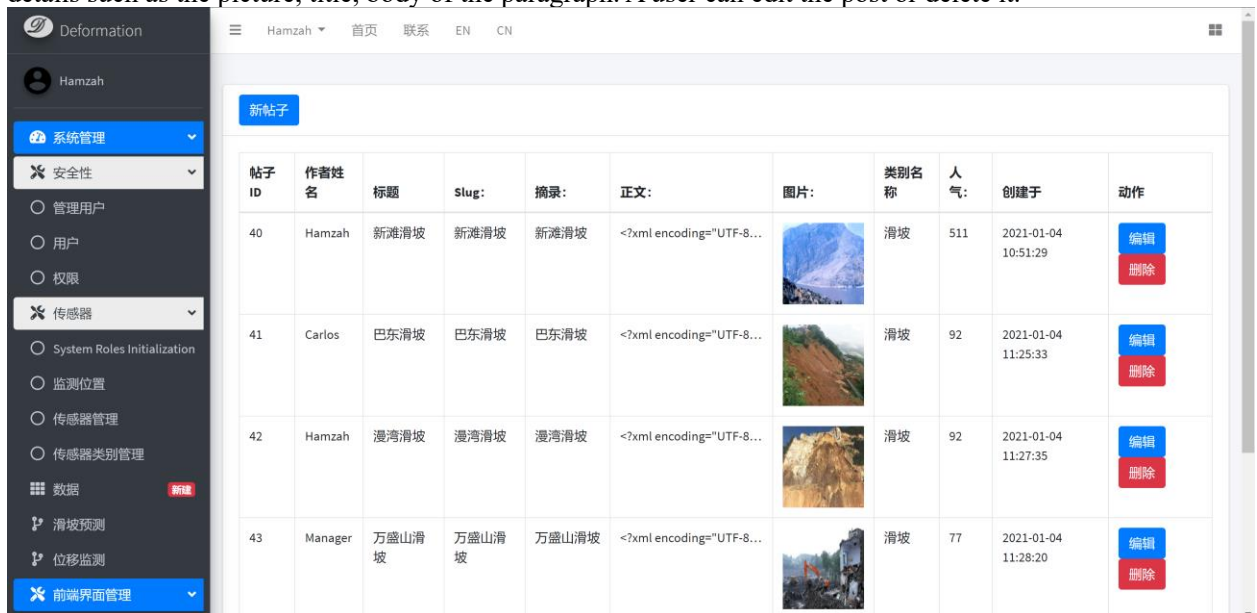 details such as the picture, title, body of the paragraph. A user can edit the post or delete it.
Deformation
Hamzah 首页 联系 EN CN
Hamzah
新帖子
系统管理
安全性
管理用户
用户
权限
传感器
System Roles Initialization
监测位置
传感器管理
传感器类别管理
数据 新建
滑坡预测
位移监测
前端界面管理
帖子ID 作者姓名 标题 Slug: 摘录: 正文: 图片: 类别名称 人气: 创建于 动作
40 Hamzah 新滩滑坡 新滩滑坡 新滩滑坡 <?xml encoding="UTF-8... 滑坡 511 2021-01-04 10:51:29 编辑 删除
41 Carlos 巴东滑坡 巴东滑坡 巴东滑坡 <?xml encoding="UTF-8... 滑坡 92 2021-01-04 11:25:33 编辑 删除
42 Hamzah 漫湾滑坡 漫湾滑坡 漫湾滑坡 <?xml encoding="UTF-8... 滑坡 92 2021-01-04 11:27:35 编辑 删除
43 Manager 万盛山滑坡 万盛山滑坡 万盛山滑坡 <?xml encoding="UTF-8... 滑坡 77 2021-01-04 11:28:20 编辑 删除